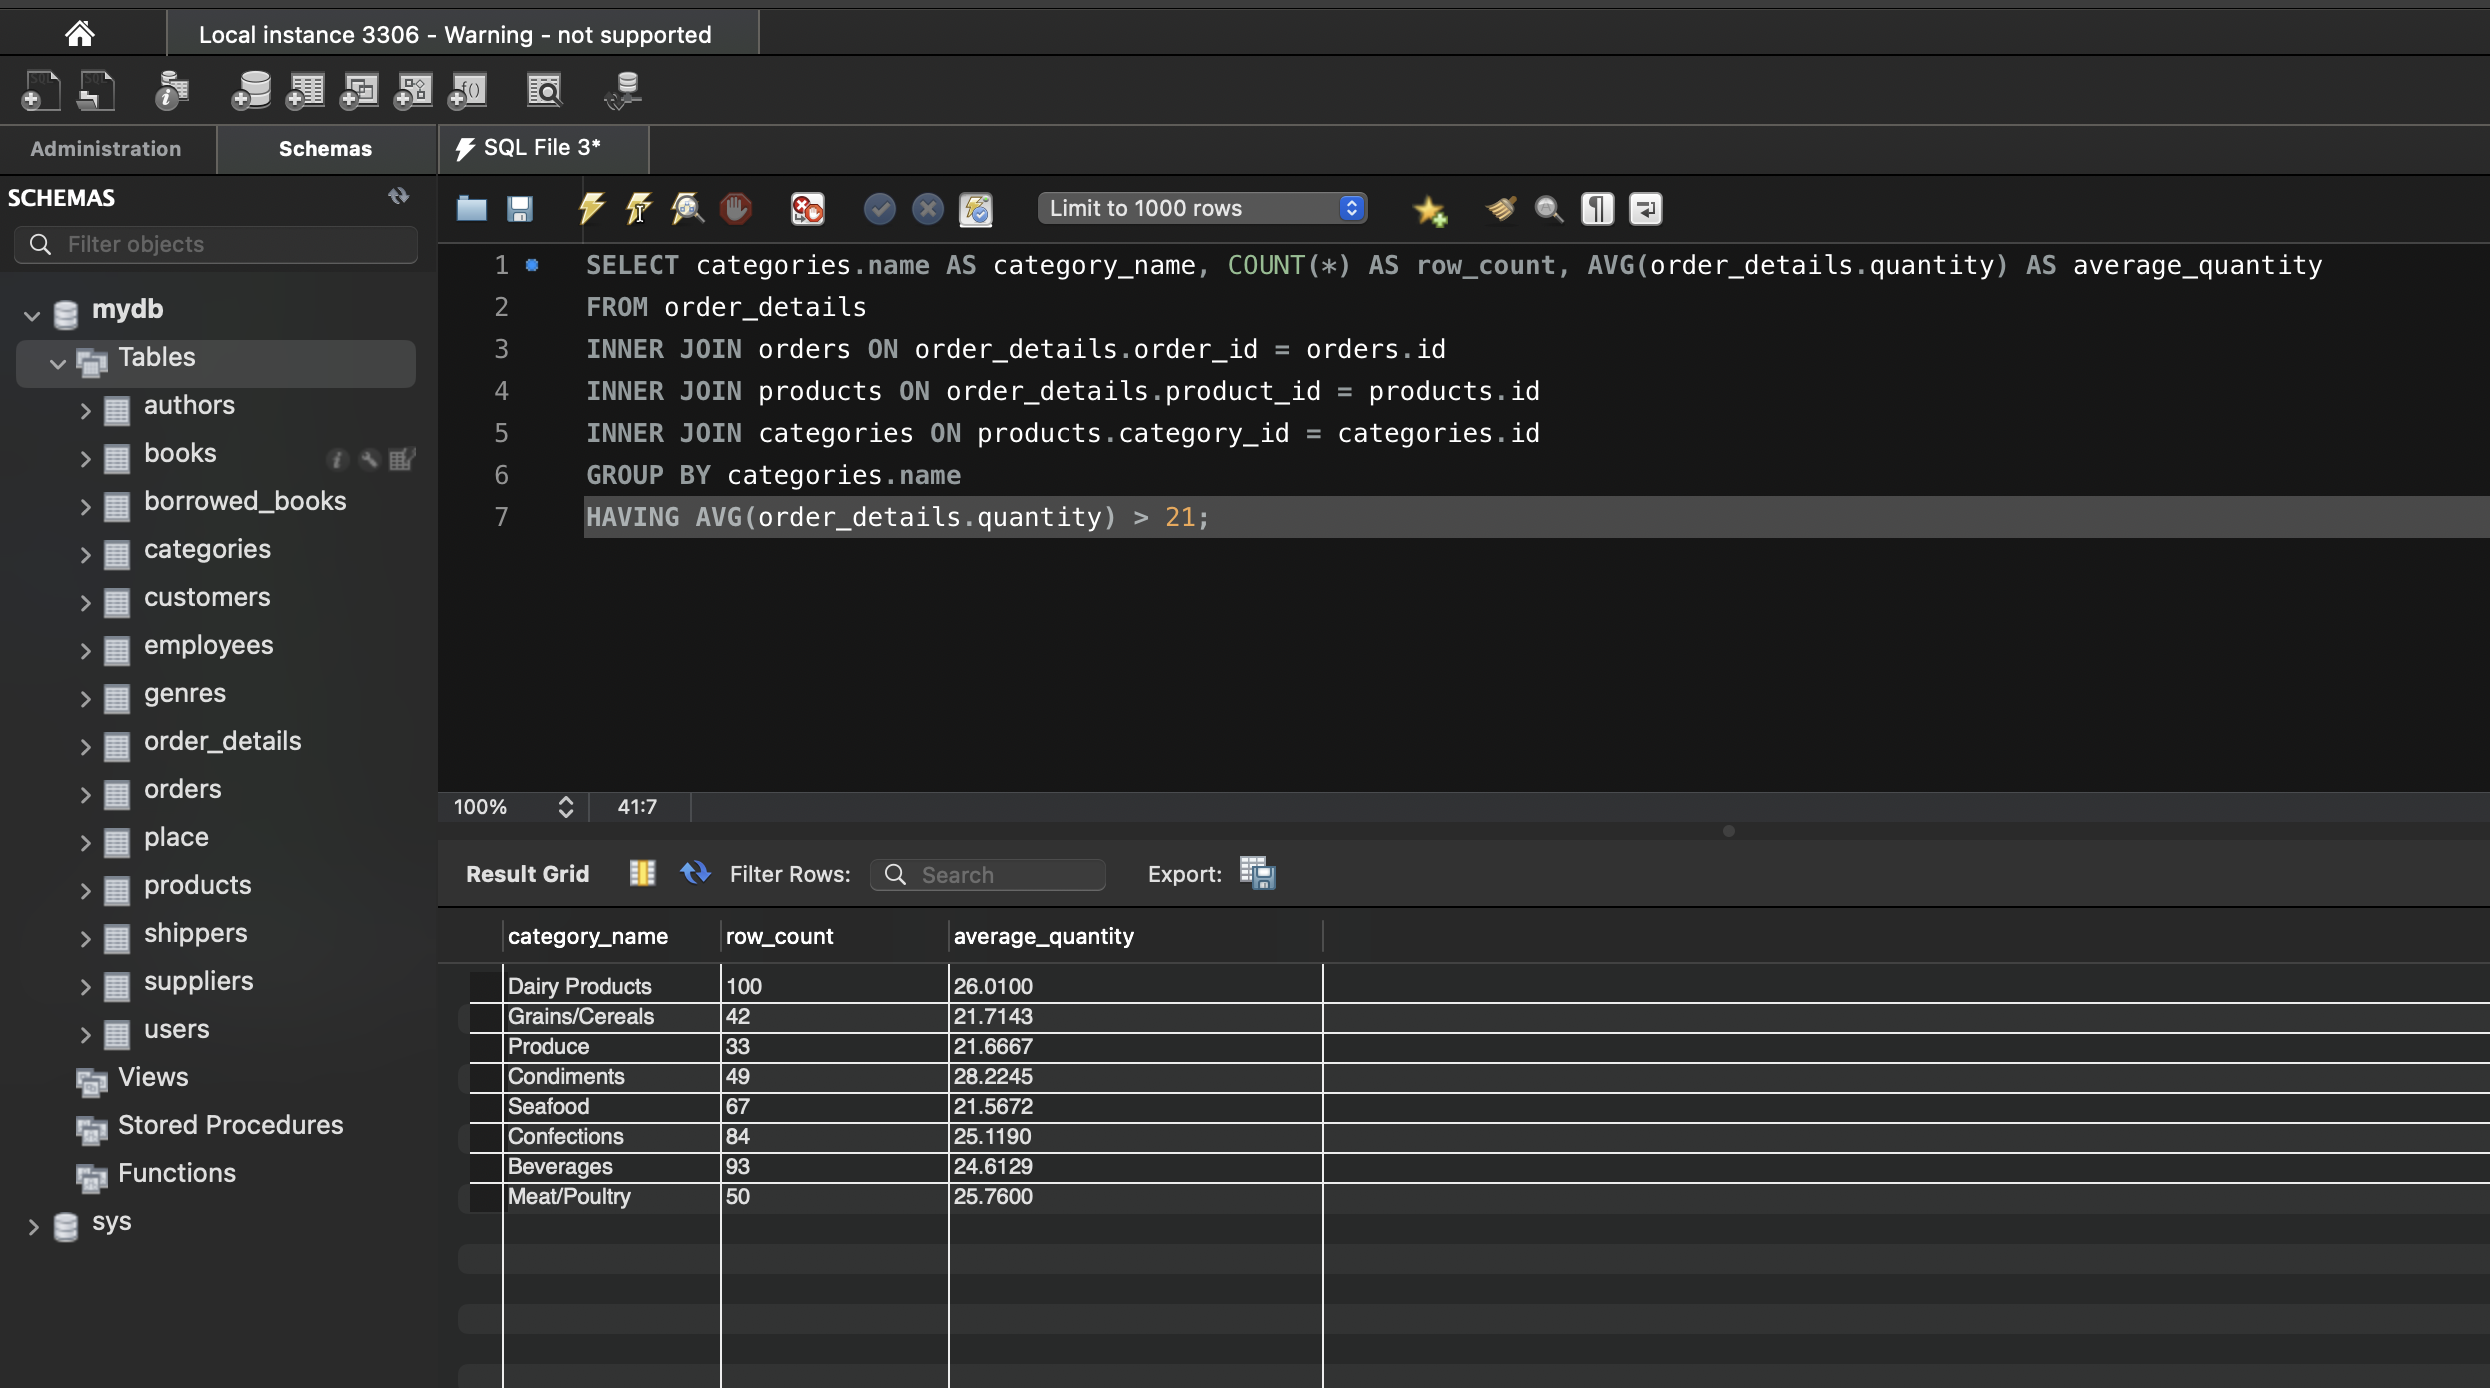 Local instance 3306 - Warning - not supported
Administration
Schemas
SQL File 3*
SCHEMAS
Filter objects
mydb
Tables
authors
books
borrowed_books
categories
customers
employees
genres
order_details
orders
place
products
shippers
suppliers
users
Views
Stored Procedures
Functions
sys
Limit to 1000 rows
1 SELECT categories.name AS category_name, COUNT(*) AS row_count, AVG(order_details.quantity) AS average_quantity
2 FROM order_details
3 INNER JOIN orders ON order_details.order_id = orders.id
4 INNER JOIN products ON order_details.product_id = products.id
5 INNER JOIN categories ON products.category_id = categories.id
6 GROUP BY categories.name
7 HAVING AVG(order_details.quantity) > 21;
100% 41:7
Result Grid Filter Rows: Search Export:
category_name row_count average_quantity
Dairy Products 100 26.0100
Grains/Cereals 42 21.7143
Produce 33 21.6667
Condiments 49 28.2245
Seafood 67 21.5672
Confections 84 25.1190
Beverages 93 24.6129
Meat/Poultry 50 25.7600